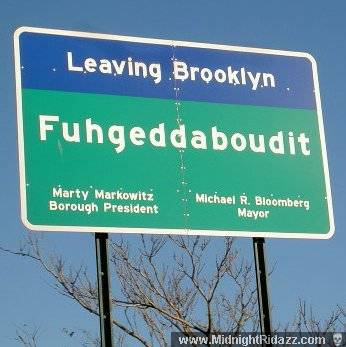 Leaving Brooklyn
Fuhgeddaboudit
Marty Markowitz
Borough President
Michael R. Bloomberg
Mayor
www.MidnightRidazz.com